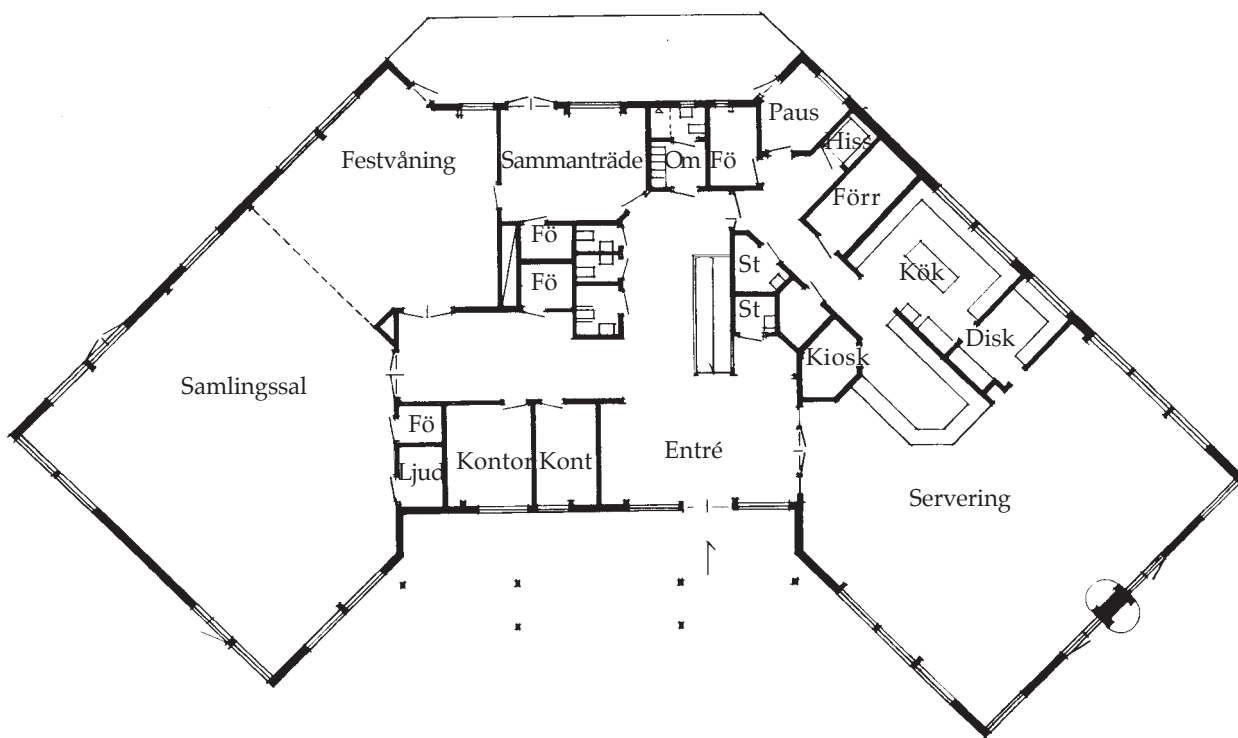 Paus
Hiss
Festvåning
Sammanträde
Om
Fö
Förr
Fö
St
Kök
Fö
St
Disk
Kiosk
Samlingssal
Fö
Ljud
Kontor
Kont
Entré
Servering